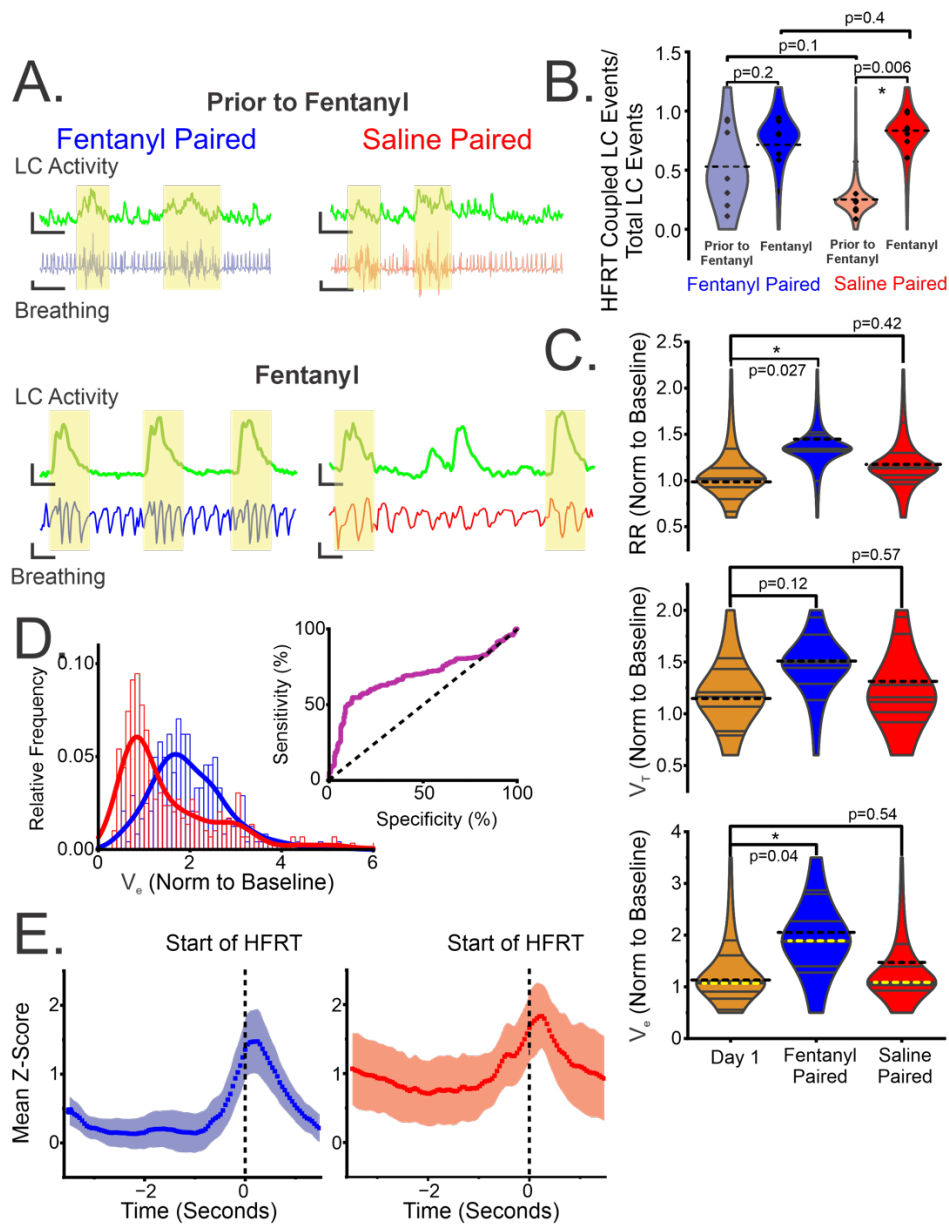 A.
Prior to Fentanyl
Fentanyl Paired
Saline Paired
LC Activity
Breathing
Fentanyl
LC Activity
Breathing
B.
HFRT Coupled LC Events/
Total LC Events
0.0
0.5
1.0
1.5
p=0.4
p=0.1
p=0.2
p=0.006
*
Prior to
Fentanyl
Fentanyl
Prior to
Fentanyl
Fentanyl
Fentanyl Paired
Saline Paired
C.
RR (Norm to Baseline)
0.5
1.0
1.5
2.0
2.5
p=0.42
*
p=0.027
V_T (Norm to Baseline)
0.5
1.0
1.5
2.0
p=0.57
p=0.12
V_e (Norm to Baseline)
0
1
2
3
4
p=0.54
*
p=0.04
Day 1
Fentanyl
Paired
Saline
Paired
D.
Relative Frequency
0.00
0.05
0.10
0
2
4
6
V_e (Norm to Baseline)
Sensitivity (%)
0
50
100
0
100
Specificity (%)
E.
Start of HFRT
Start of HFRT
Mean Z-Score
0
1
2
0
1
2
−2
0
Time (Seconds)
−2
0
Time (Seconds)